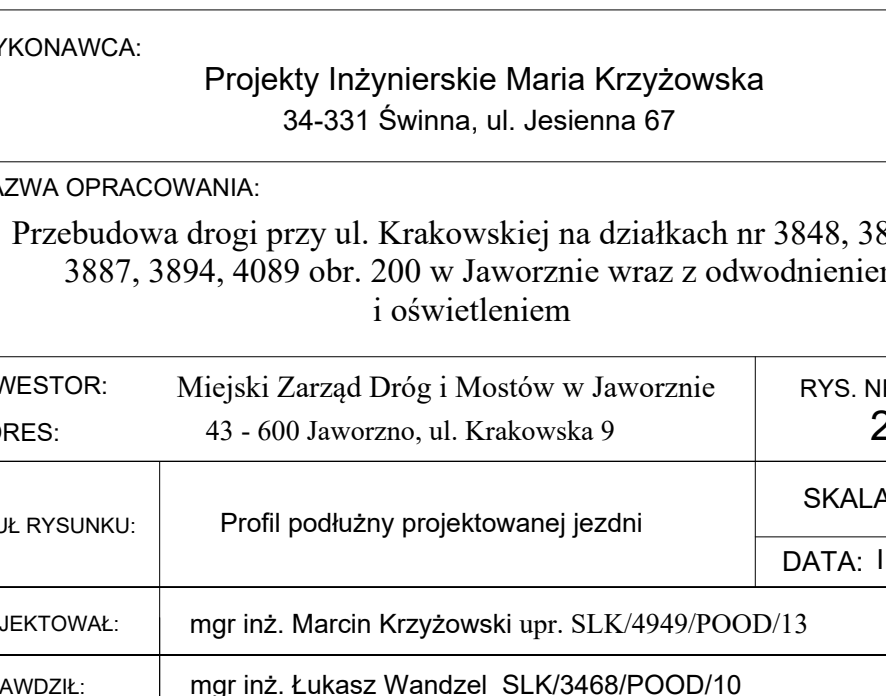 YKONAWCA:
Projekty Inżynierskie Maria Krzyżowska
34-331 Świnna, ul. Jesienna 67
AZWA OPRACOWANIA:
Przebudowa drogi przy ul. Krakowskiej na działkach nr 3848, 38
3887, 3894, 4089 obr. 200 w Jaworznie wraz z odwodnienie
i oświetleniem
WESTOR: Miejski Zarząd Dróg i Mostów w Jaworznie RYS. N
RES: 43 - 600 Jaworzno, ul. Krakowska 9 2
UŁ RYSUNKU: Profil podłużny projektowanej jezdni SKALA
DATA: I
JEKTOWAŁ: mgr inż. Marcin Krzyżowski upr. SLK/4949/POOD/13
AWDZIŁ: mgr inż. Łukasz Wandzel SLK/3468/POOD/10